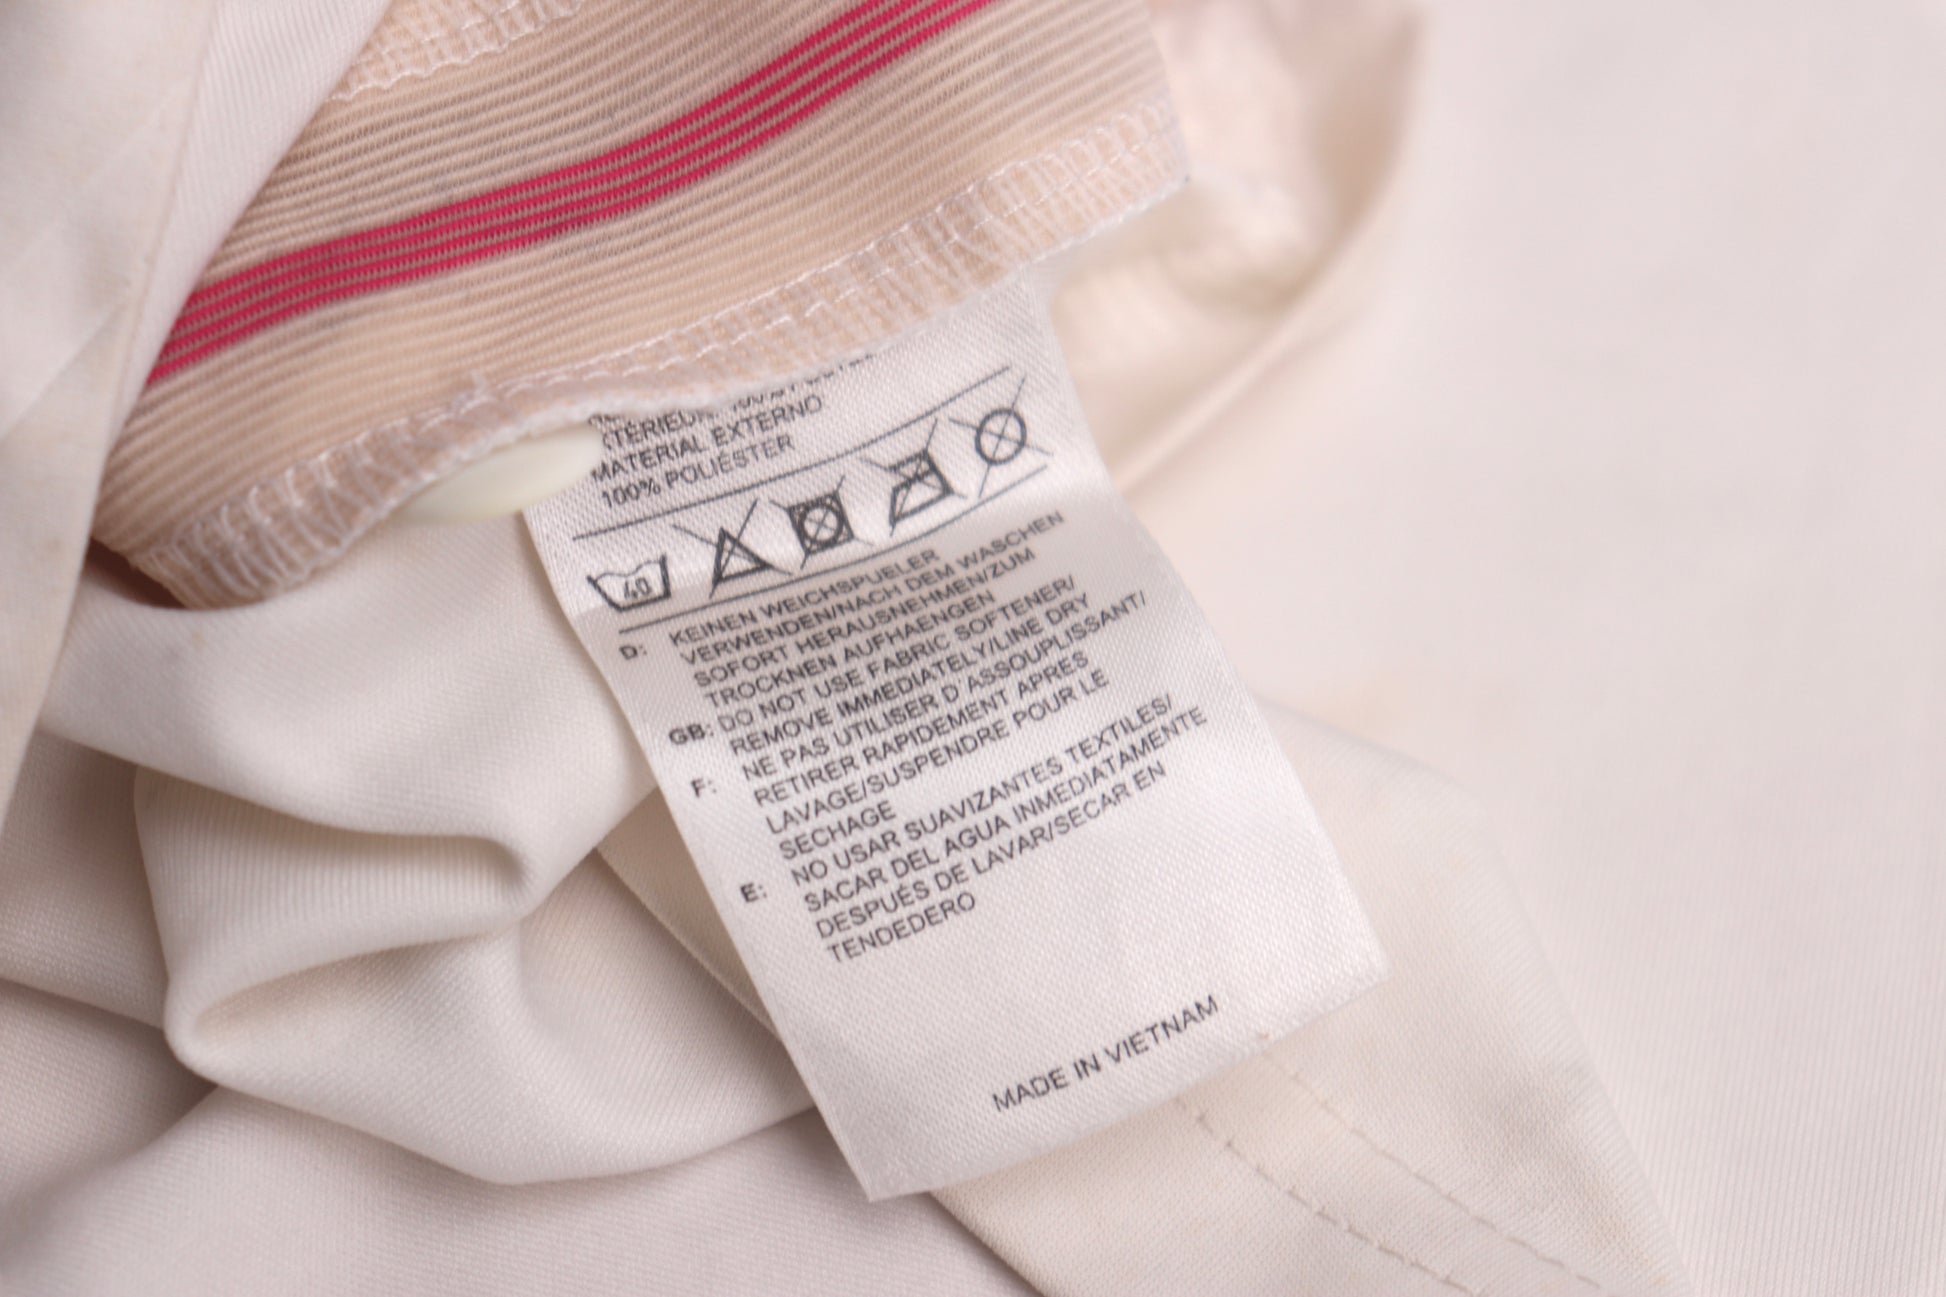 MATERIAL EXTERNO
100% POLIÉSTER
40
D: KEINEN WEICHSPUELER
VERWENDEN/NACH DEM WASCHEN
SOFORT HERAUSNEHMEN/ZUM
TROCKNEN AUFHAENGEN
GB: DO NOT USE FABRIC SOFTENER/
REMOVE IMMEDIATELY/LINE DRY
F: NE PAS UTILISER D ASSOUPLISSANT/
RETIRER RAPIDEMENT APRES
LAVAGE/SUSPENDRE POUR LE
SECHAGE
E: NO USAR SUAVIZANTES TEXTILES/
SACAR DEL AGUA INMEDIATAMENTE
DESPUÉS DE LAVAR/SECAR EN
TENDEDERO
MADE IN VIETNAM